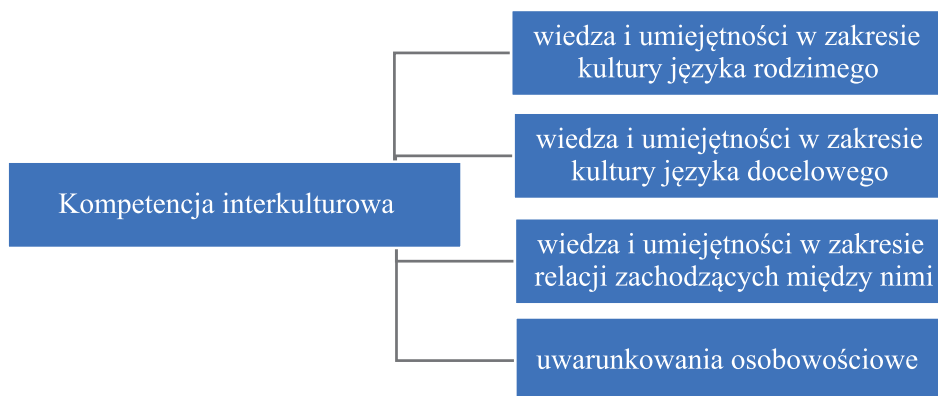 wiedza i umiejętności w zakresie
kultury języka rodzimego
wiedza i umiejętności w zakresie
kultury języka docelowego
Kompetencja interkulturowa
wiedza i umiejętności w zakresie
relacji zachodzących między nimi
uwarunkowania osobowościowe